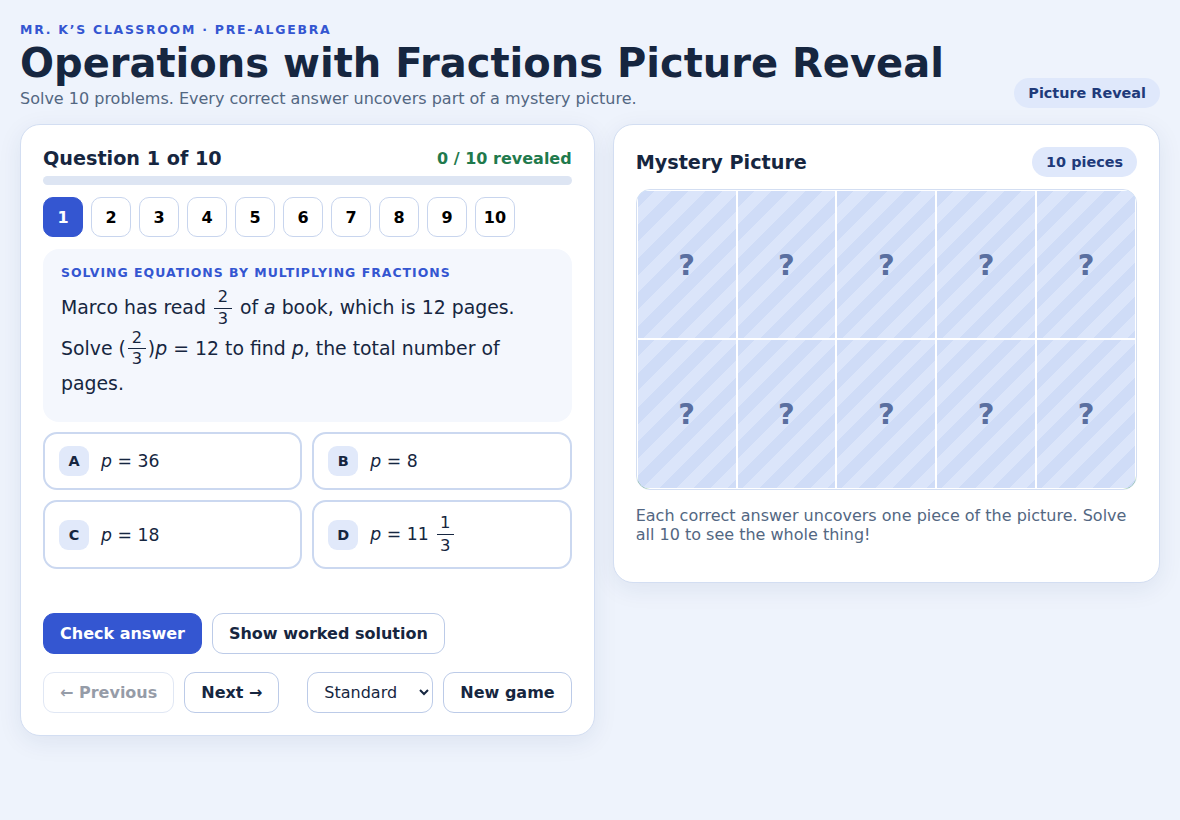 MR. K’S CLASSROOM · PRE-ALGEBRA
Operations with Fractions Picture Reveal
Solve 10 problems. Every correct answer uncovers part of a mystery picture.
Picture Reveal
Question 1 of 10
0 / 10 revealed
1 2 3 4 5 6 7 8 9 10
SOLVING EQUATIONS BY MULTIPLYING FRACTIONS
Marco has read 2/3 of a book, which is 12 pages.
Solve (2/3)p = 12 to find p, the total number of
pages.
A p = 36
B p = 8
C p = 18
D p = 11 1/3
Check answer
Show worked solution
← Previous
Next →
Standard
New game
Mystery Picture
10 pieces
? ? ? ? ?
? ? ? ? ?
Each correct answer uncovers one piece of the picture. Solve
all 10 to see the whole thing!